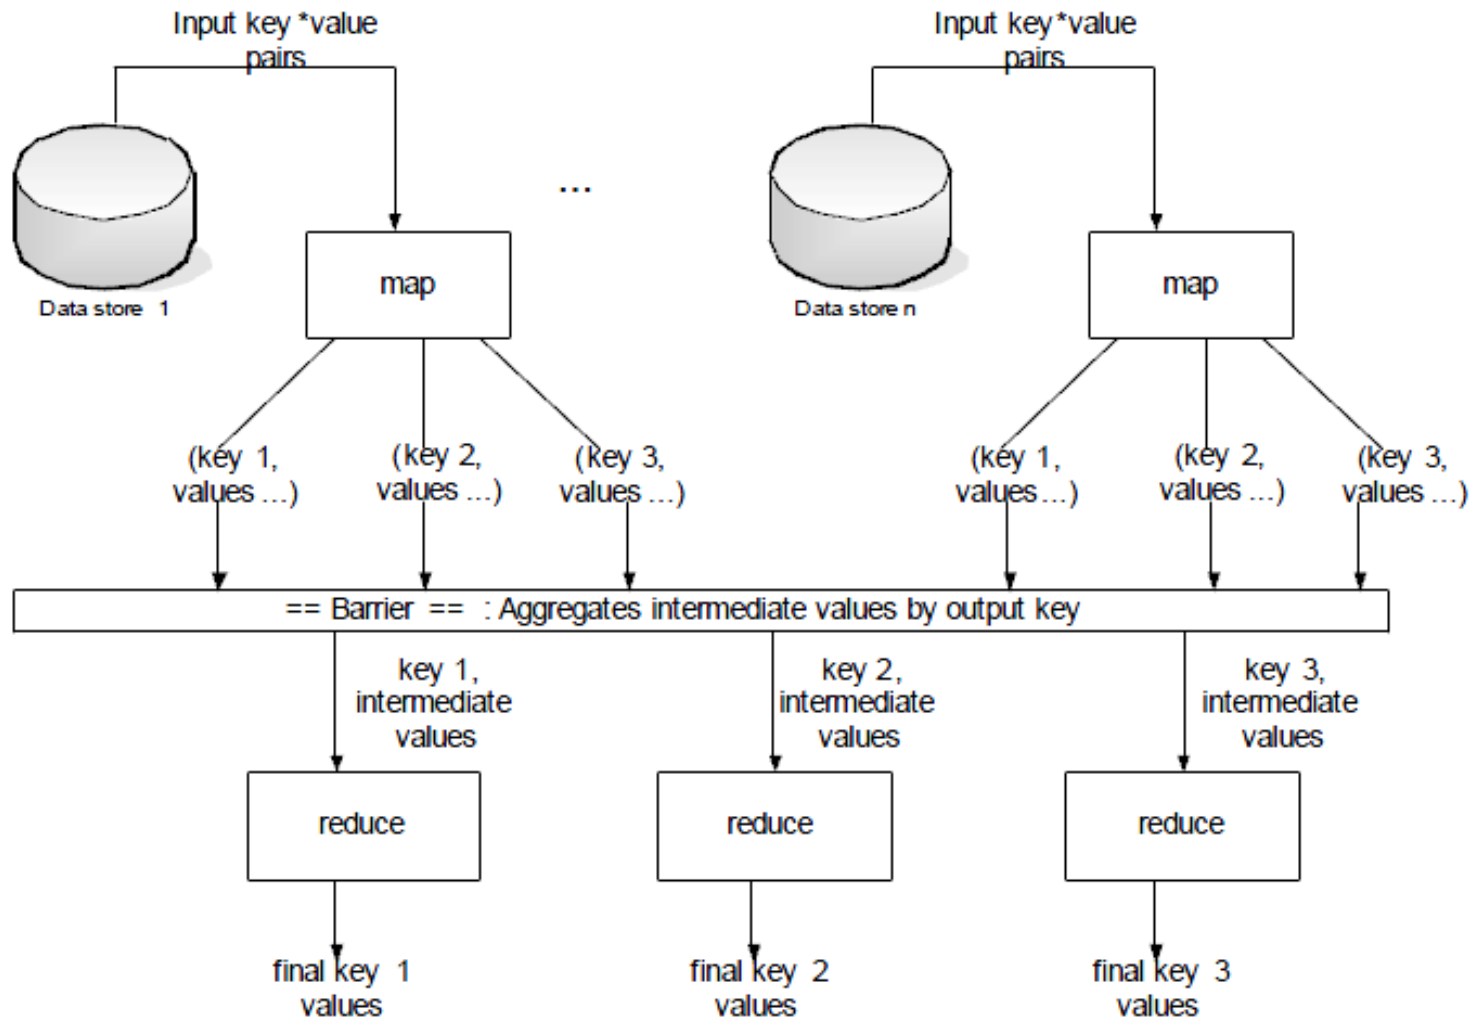 Input key *value
pairs
Input key *value
pairs
...
map
map
Data store 1
Data store n
(key 1,
values ...)
(key 2,
values ...)
(key 3,
values ...)
(key 1,
values ...)
(key 2,
values ...)
(key 3,
values ...)
== Barrier == : Aggregates intermediate values by output key
key 1,
intermediate
values
key 2,
intermediate
values
key 3,
intermediate
values
reduce
reduce
reduce
final key 1
values
final key 2
values
final key 3
values